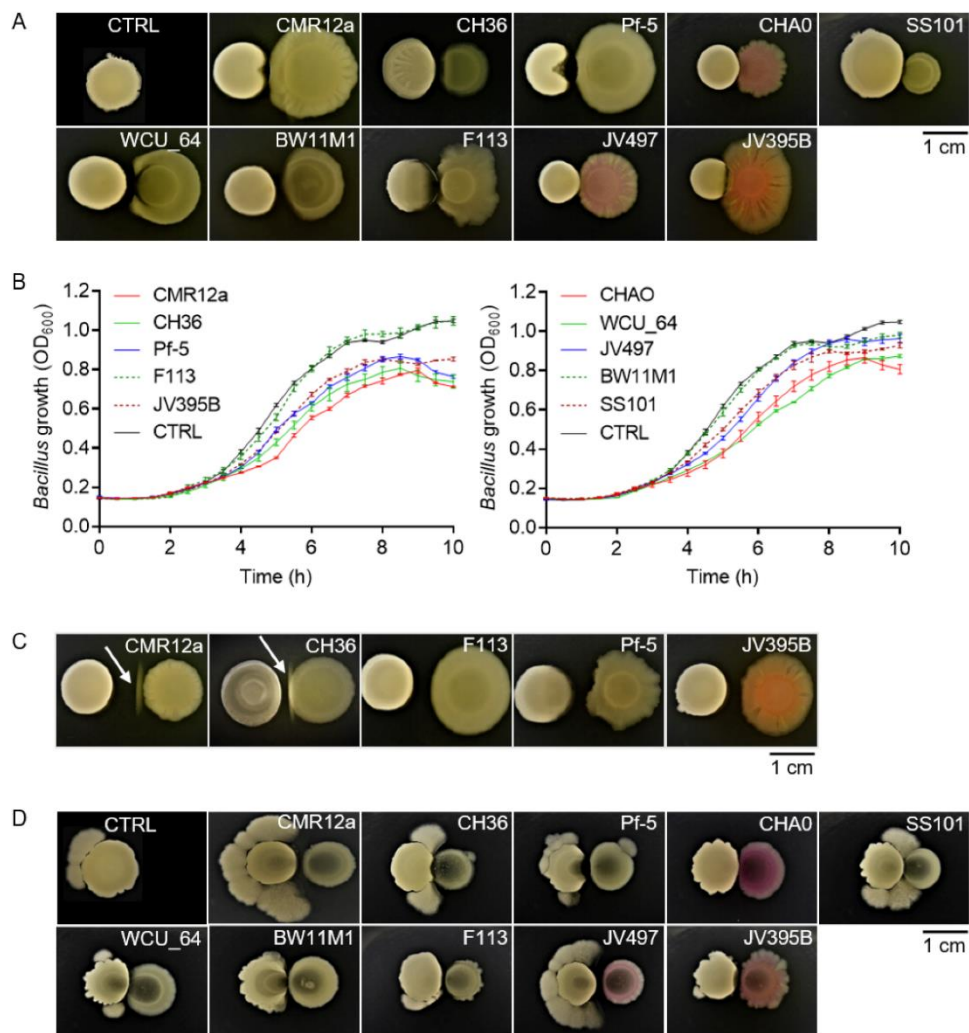 A
CTRL CMR12a CH36 Pf-5 CHA0 SS101
WCU_64 BW11M1 F113 JV497 JV395B
1 cm
B
Bacillus growth (OD600)
1.2
1.0
0.8
0.6
0.4
0.2
0.0
CMR12a
CH36
Pf-5
F113
JV395B
CTRL
0 2 4 6 8 10
Time (h)
Bacillus growth (OD600)
1.2
1.0
0.8
0.6
0.4
0.2
0.0
CHAO
WCU_64
JV497
BW11M1
SS101
CTRL
0 2 4 6 8 10
Time (h)
C
CMR12a CH36 F113 Pf-5 JV395B
1 cm
D
CTRL CMR12a CH36 Pf-5 CHA0 SS101
WCU_64 BW11M1 F113 JV497 JV395B
1 cm